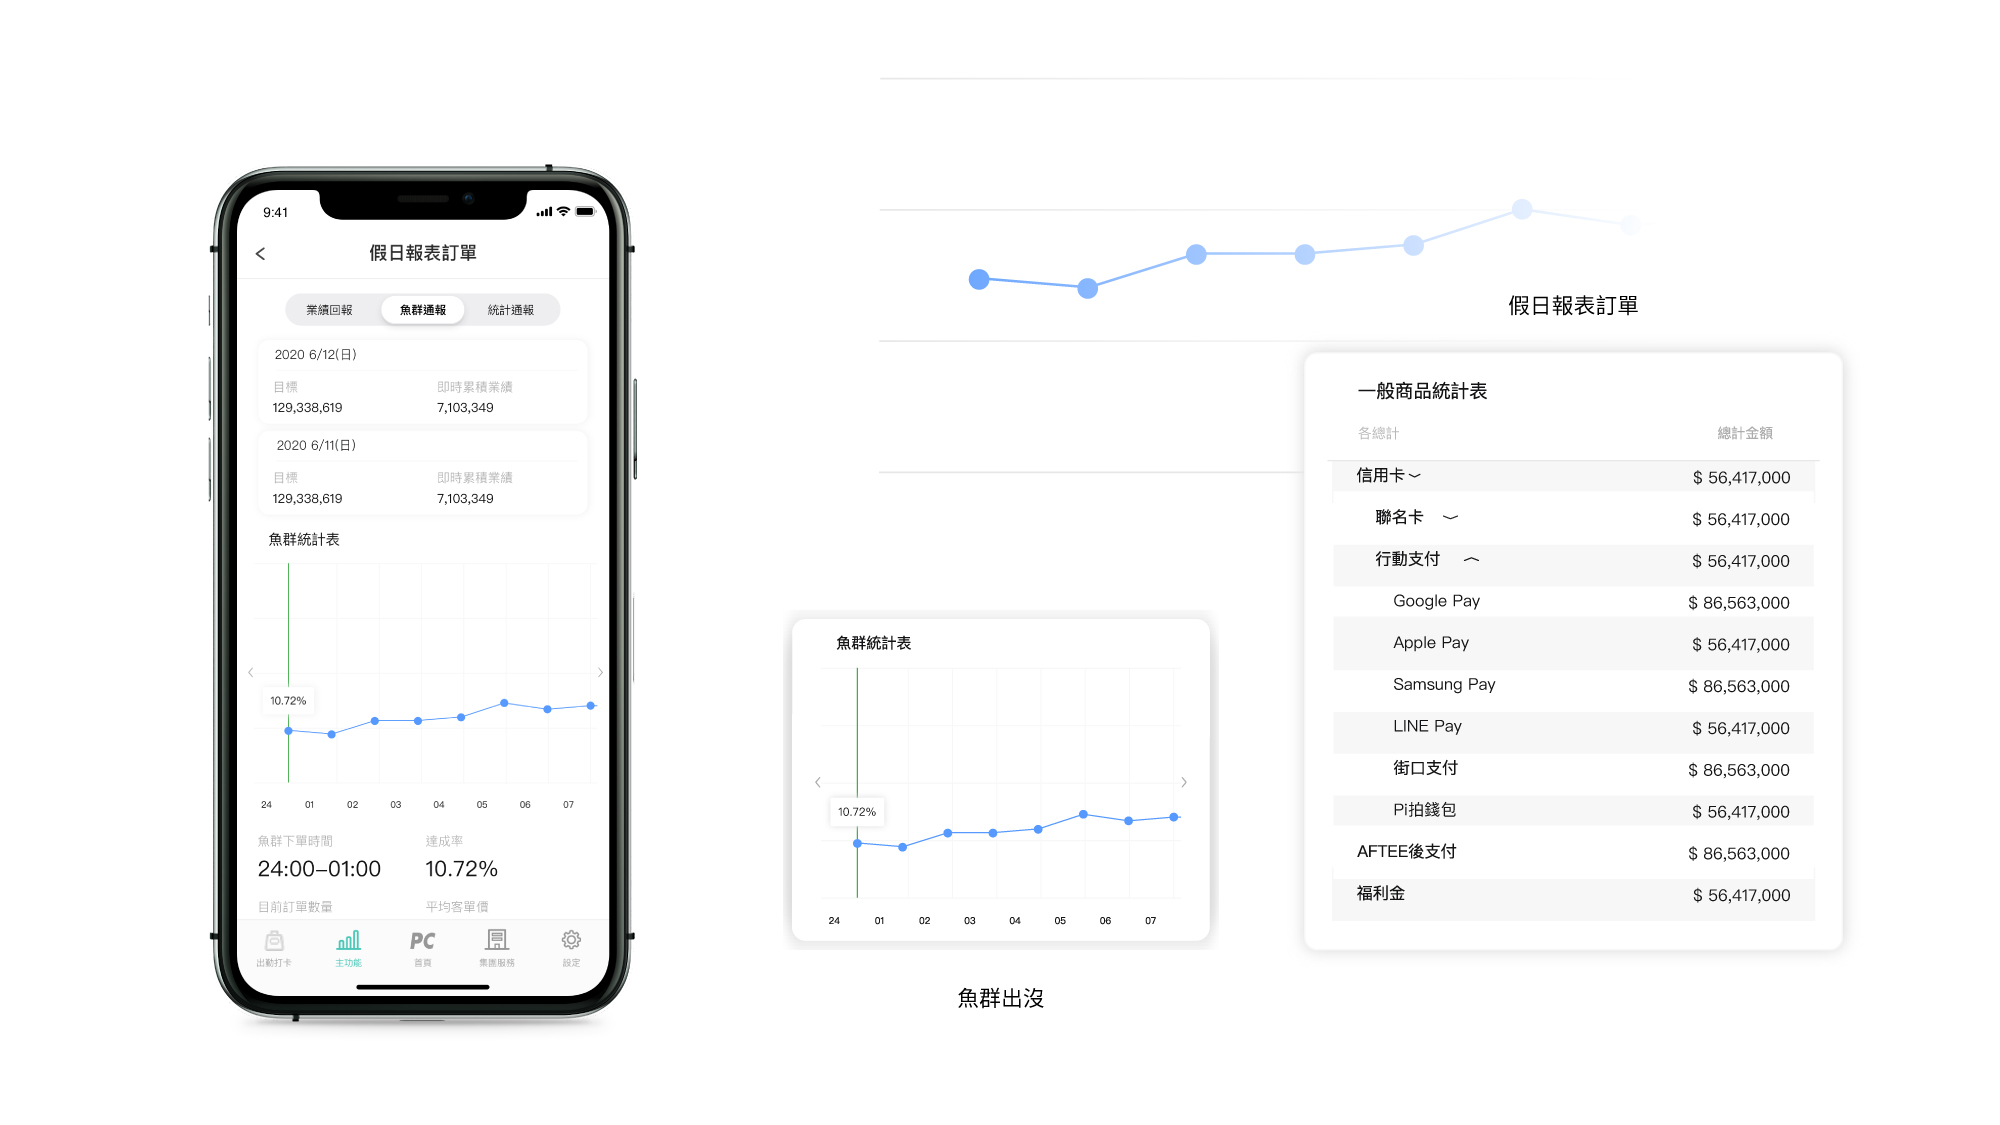 9:41
假日報表訂單
業績回報 魚群通報 統計通報
2020 6/12(日)
目標 即時累積業績
129,338,619 7,103,349
2020 6/11(日)
目標 即時累積業績
129,338,619 7,103,349
魚群統計表
10.72%
24 01 02 03 04 05 06 07
魚群下單時間 達成率
24:00–01:00 10.72%
目前訂單數量 平均客單價
PC
出勤打卡 主功能 首頁 集團服務 設定
魚群統計表
10.72%
24 01 02 03 04 05 06 07
魚群出沒
假日報表訂單
一般商品統計表
各總計 總計金額
信用卡 $ 56,417,000
聯名卡 $ 56,417,000
行動支付 $ 56,417,000
Google Pay $ 86,563,000
Apple Pay $ 56,417,000
Samsung Pay $ 86,563,000
LINE Pay $ 56,417,000
街口支付 $ 86,563,000
Pi拍錢包 $ 56,417,000
AFTEE後支付 $ 86,563,000
福利金 $ 56,417,000